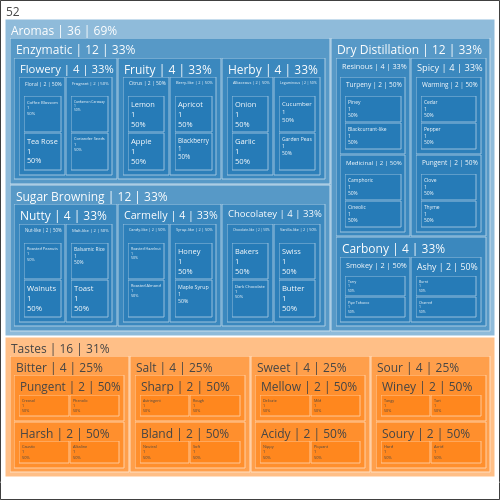 52
Aromas | 36 | 69%
Enzymatic | 12 | 33%
Flowery | 4 | 33%
Floral | 2 | 50%
Coffee Blossom
1
50%
Tea Rose
1
50%
Fragrant | 2 | 50%
Cardamon Caraway
1
50%
Coriander Seeds
1
50%
Fruity | 4 | 33%
Citrus | 2 | 50%
Lemon
1
50%
Apple
1
50%
Berry-like | 2 | 50%
Apricot
1
50%
Blackberry
1
50%
Herby | 4 | 33%
Alliaceous | 2 | 50%
Onion
1
50%
Garlic
1
50%
Leguminous | 2 | 50%
Cucumber
1
50%
Garden Peas
1
50%
Sugar Browning | 12 | 33%
Nutty | 4 | 33%
Nut-like | 2 | 50%
Roasted Peanuts
1
50%
Walnuts
1
50%
Malt-like | 2 | 50%
Balsamic Rice
1
50%
Toast
1
50%
Carmelly | 4 | 33%
Candy-like | 2 | 50%
Roasted Hazelnut
1
50%
Roasted Almond
1
50%
Syrup-like | 2 | 50%
Honey
1
50%
Maple Syrup
1
50%
Chocolatey | 4 | 33%
Chocolate-like | 2 | 50%
Bakers
1
50%
Dark Chocolate
1
50%
Vanilla-like | 2 | 50%
Swiss
1
50%
Butter
1
50%
Dry Distillation | 12 | 33%
Resinous | 4 | 33%
Turpeny | 2 | 50%
Piney
1
50%
Blackcurrant-like
1
50%
Medicinal | 2 | 50%
Camphoric
1
50%
Cineolic
1
50%
Spicy | 4 | 33%
Warming | 2 | 50%
Cedar
1
50%
Pepper
1
50%
Pungent | 2 | 50%
Clove
1
50%
Thyme
1
50%
Carbony | 4 | 33%
Smokey | 2 | 50%
Tarry
1
50%
Pipe Tobacco
1
50%
Ashy | 2 | 50%
Burnt
1
50%
Charred
1
50%
Tastes | 16 | 31%
Bitter | 4 | 25%
Pungent | 2 | 50%
Creosol
1
50%
Phenolic
1
50%
Harsh | 2 | 50%
Caustic
1
50%
Alkaline
1
50%
Salt | 4 | 25%
Sharp | 2 | 50%
Astringent
1
50%
Rough
1
50%
Bland | 2 | 50%
Neutral
1
50%
Soft
1
50%
Sweet | 4 | 25%
Mellow | 2 | 50%
Delicate
1
50%
Mild
1
50%
Acidy | 2 | 50%
Nippy
1
50%
Piquant
1
50%
Sour | 4 | 25%
Winey | 2 | 50%
Tangy
1
50%
Tart
1
50%
Soury | 2 | 50%
Hard
1
50%
Acrid
1
50%